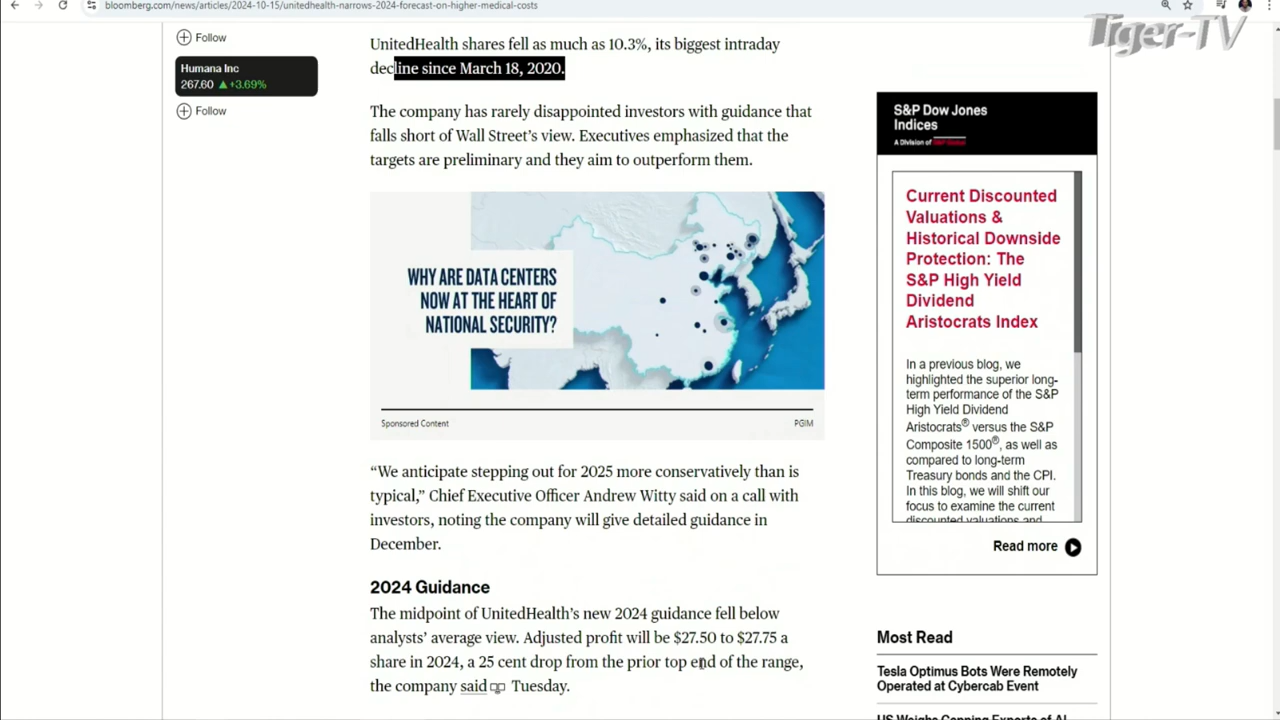 bloomberg.com/news/articles/2024-10-15/unitedhealth-narrows-2024-forecast-on-higher-medical-costs
Tiger-TV
Follow
Humana Inc
267.60 ▲+3.69%
Follow
UnitedHealth shares fell as much as 10.3%, its biggest intraday
decline since March 18, 2020.
The company has rarely disappointed investors with guidance that
falls short of Wall Street’s view. Executives emphasized that the
targets are preliminary and they aim to outperform them.
WHY ARE DATA CENTERS
NOW AT THE HEART OF
NATIONAL SECURITY?
Sponsored Content
PGIM
“We anticipate stepping out for 2025 more conservatively than is
typical,” Chief Executive Officer Andrew Witty said on a call with
investors, noting the company will give detailed guidance in
December.
2024 Guidance
The midpoint of UnitedHealth’s new 2024 guidance fell below
analysts’ average view. Adjusted profit will be $27.50 to $27.75 a
share in 2024, a 25 cent drop from the prior top end of the range,
the company said Tuesday.
S&P Dow Jones
Indices
A Division of S&P Global
Current Discounted
Valuations &
Historical Downside
Protection: The
S&P High Yield
Dividend
Aristocrats Index
In a previous blog, we
highlighted the superior long-
term performance of the S&P
High Yield Dividend
Aristocrats® versus the S&P
Composite 1500®, as well as
compared to long-term
Treasury bonds and the CPI.
In this blog, we will shift our
focus to examine the current
discounted valuations and
Read more
Most Read
Tesla Optimus Bots Were Remotely
Operated at Cybercab Event
US Weighs Capping Exports of AI